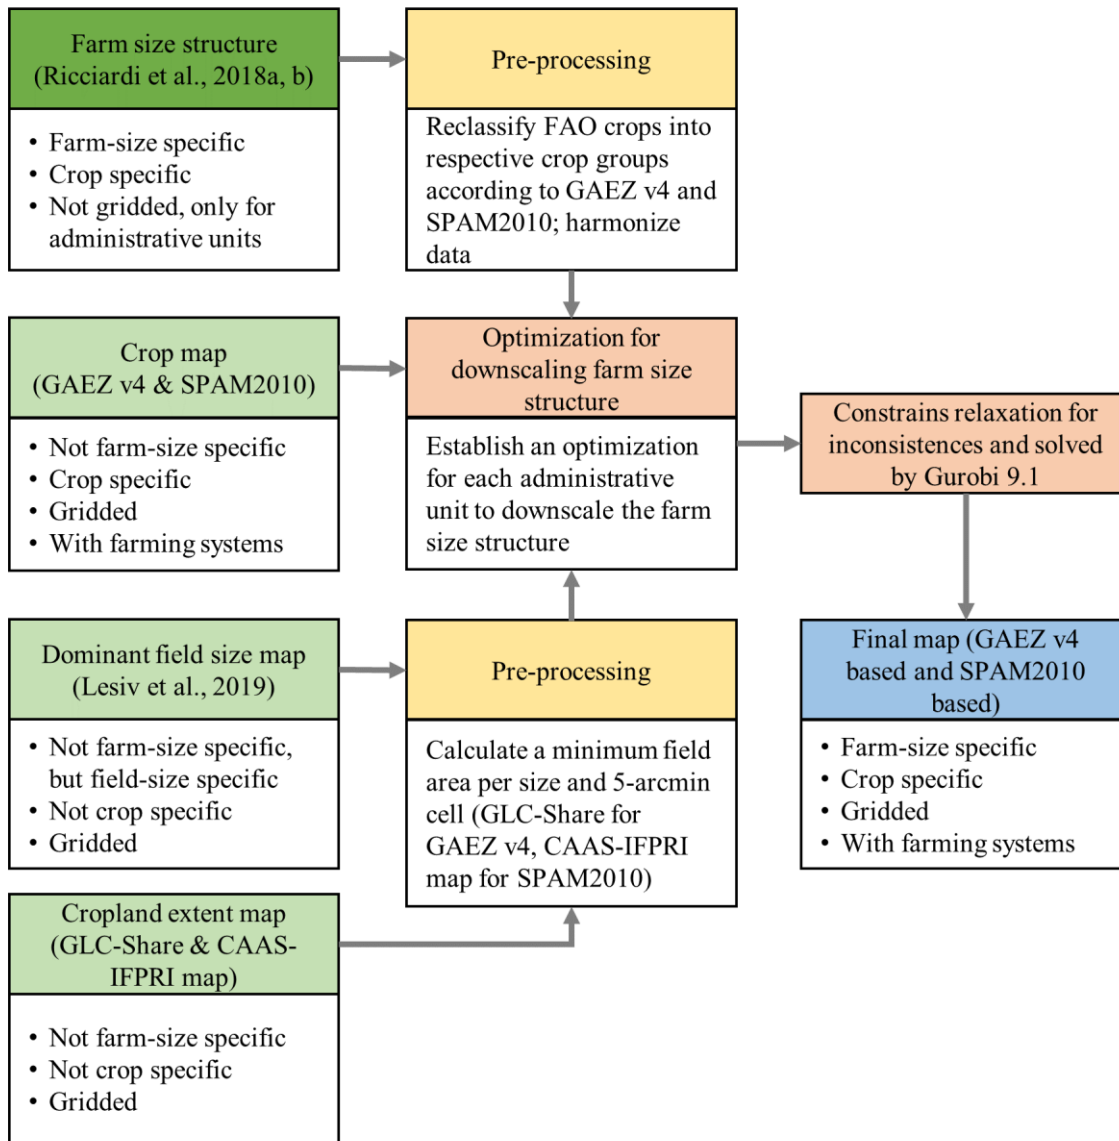 Farm size structure
(Ricciardi et al., 2018a, b)
• Farm-size specific
• Crop specific
• Not gridded, only for
administrative units
Pre-processing
Reclassify FAO crops into
respective crop groups
according to GAEZ v4 and
SPAM2010; harmonize
data
Crop map
(GAEZ v4 & SPAM2010)
• Not farm-size specific
• Crop specific
• Gridded
• With farming systems
Optimization for
downscaling farm size
structure
Establish an optimization
for each administrative
unit to downscale the farm
size structure
Constrains relaxation for
inconsistences and solved
by Gurobi 9.1
Dominant field size map
(Lesiv et al., 2019)
• Not farm-size specific,
but field-size specific
• Not crop specific
• Gridded
Pre-processing
Calculate a minimum field
area per size and 5-arcmin
cell (GLC-Share for
GAEZ v4, CAAS-IFPRI
map for SPAM2010)
Final map (GAEZ v4
based and SPAM2010
based)
• Farm-size specific
• Crop specific
• Gridded
• With farming systems
Cropland extent map
(GLC-Share & CAAS-
IFPRI map)
• Not farm-size specific
• Not crop specific
• Gridded